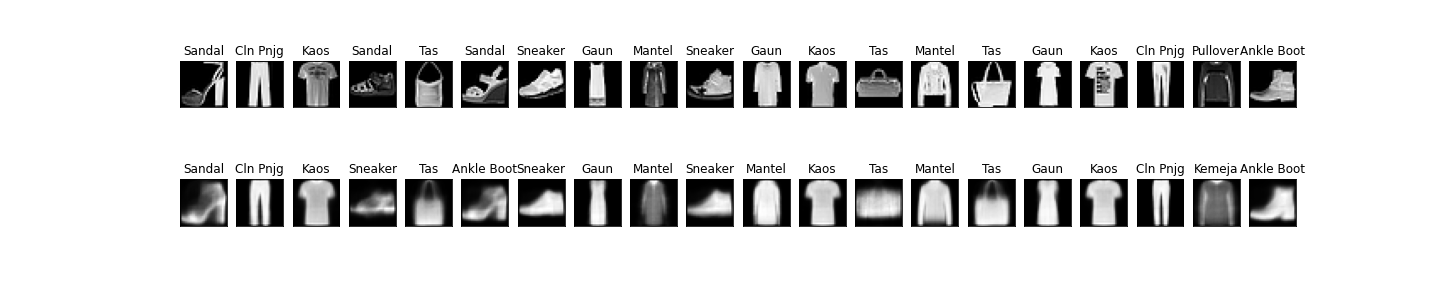 Sandal Cln Pnjg Kaos Sandal Tas Sandal Sneaker Gaun Mantel Sneaker Gaun Kaos Tas Mantel Tas Gaun Kaos Cln Pnjg Pullover Ankle Boot
Sandal Cln Pnjg Kaos Sneaker Tas Ankle Boot Sneaker Gaun Mantel Sneaker Mantel Kaos Tas Mantel Tas Gaun Kaos Cln Pnjg Kemeja Ankle Boot